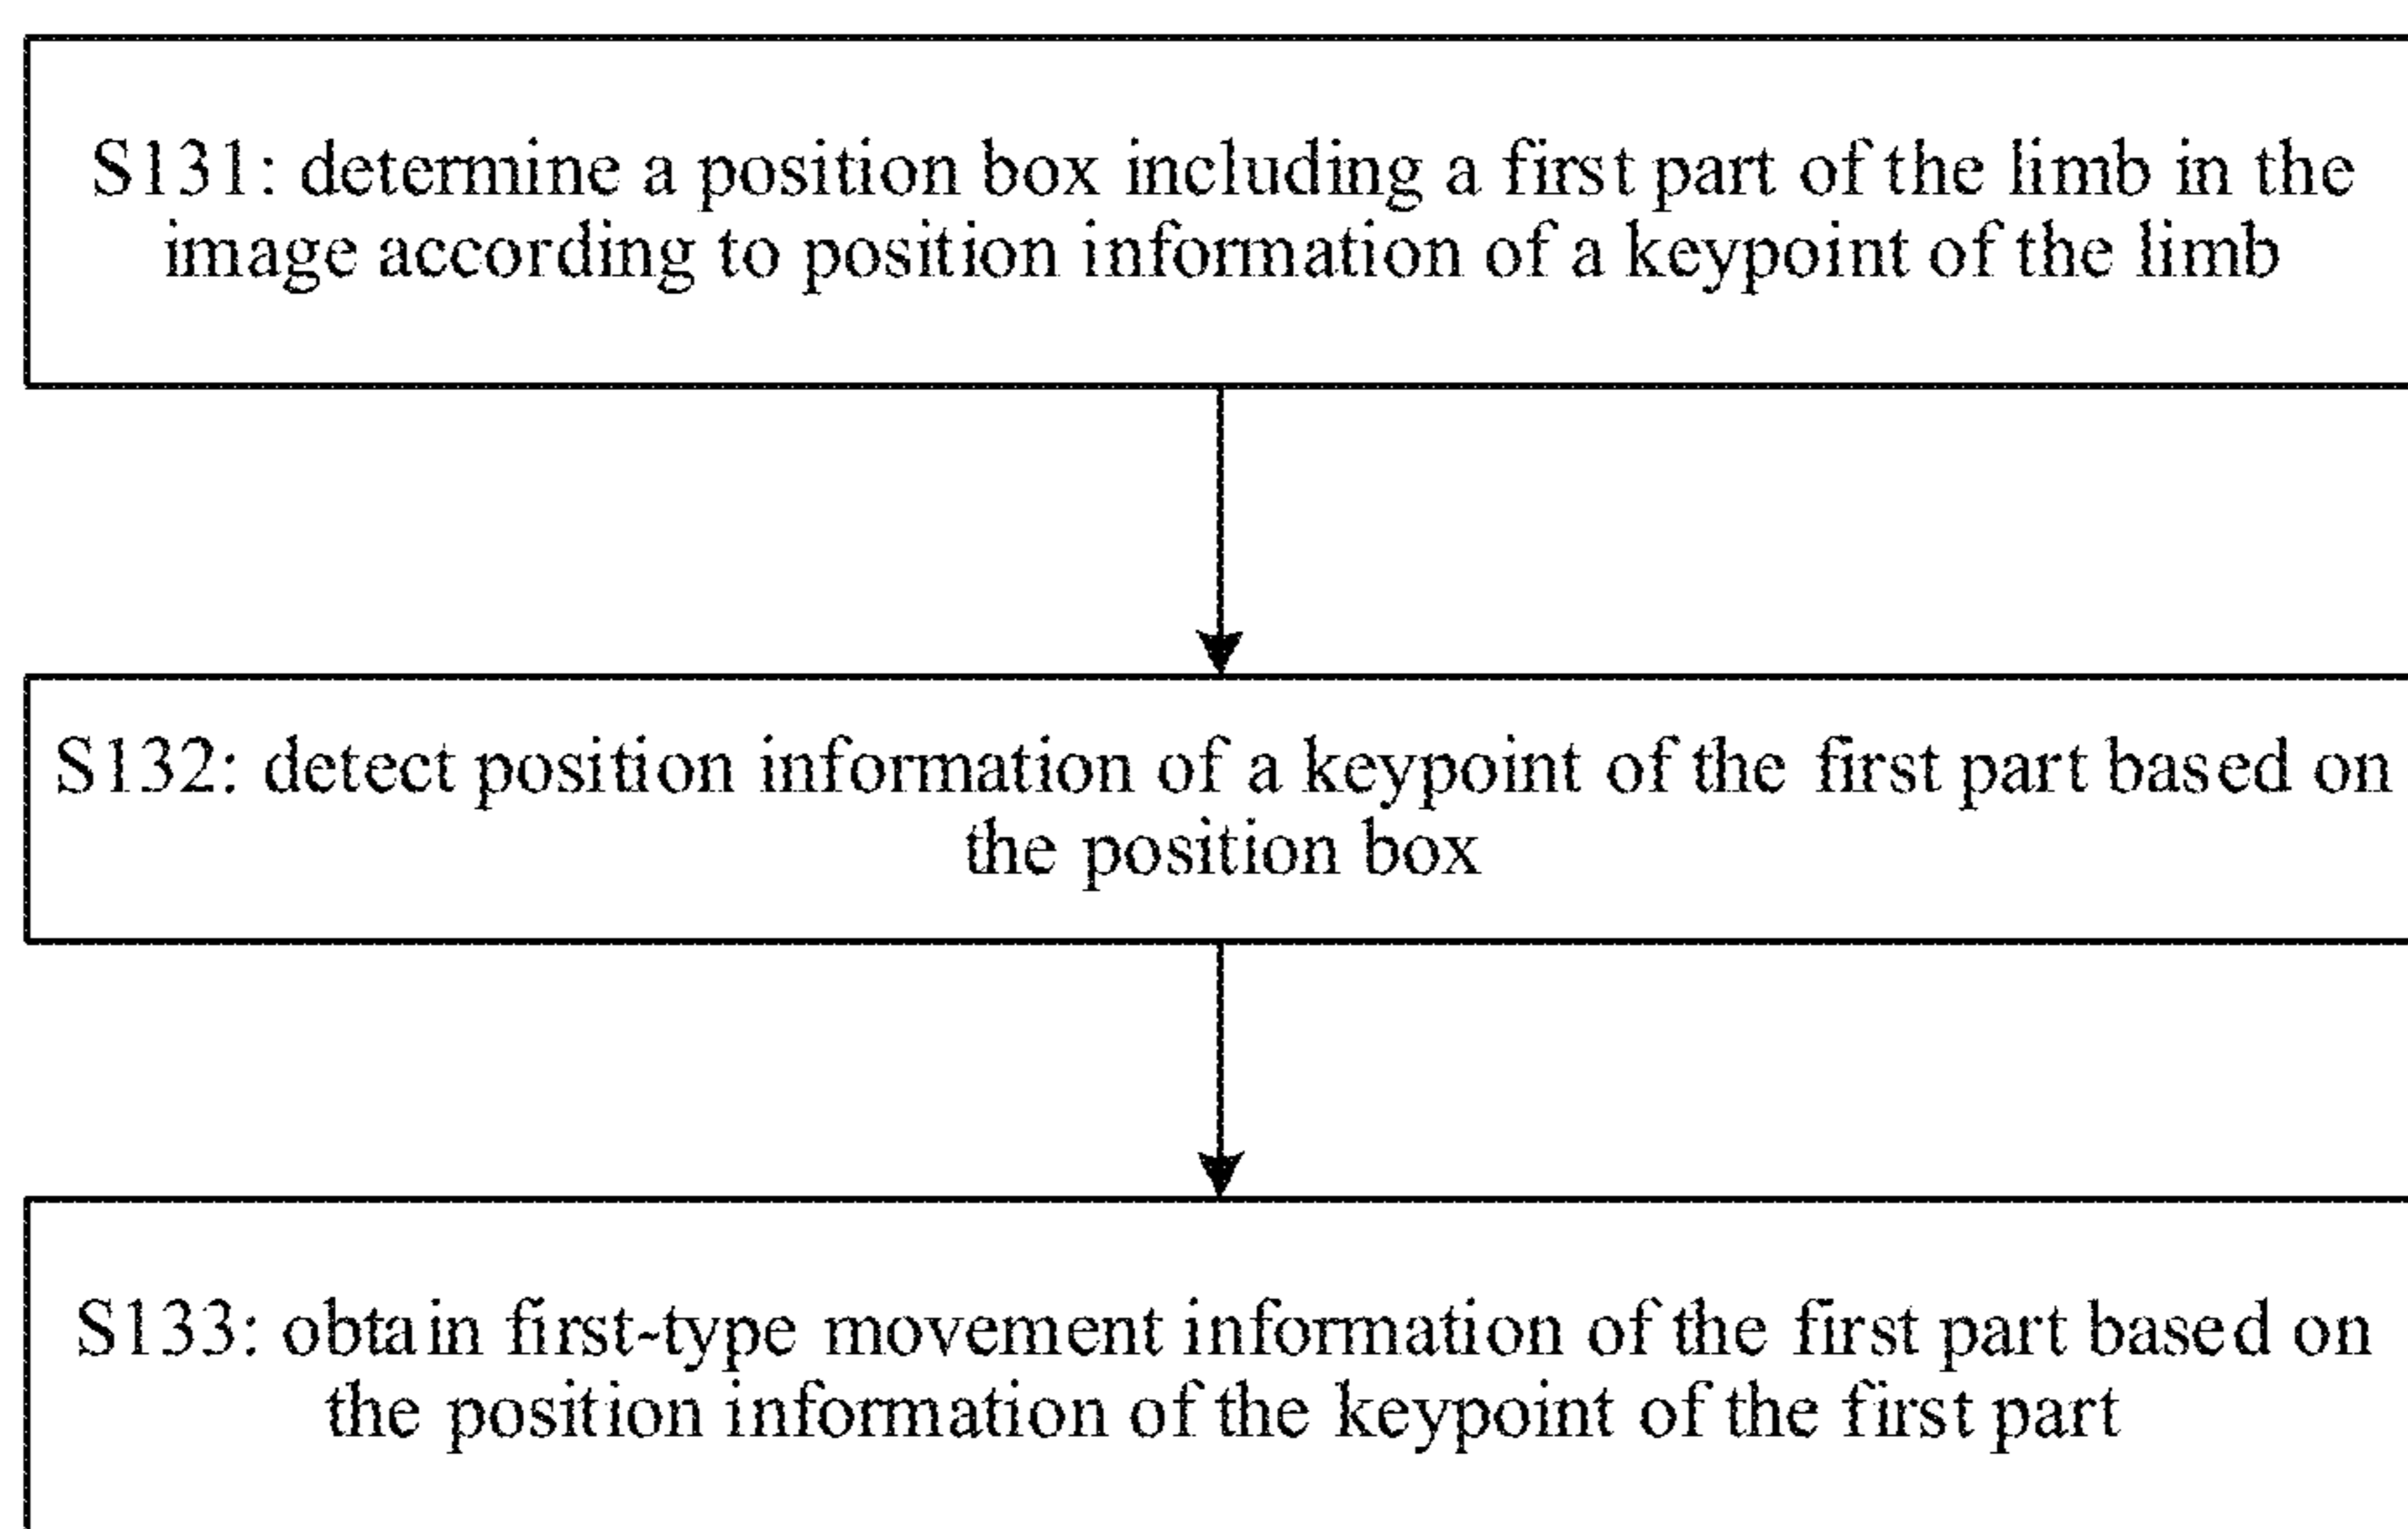 S131: determine a position box including a first part of the limb in the
image according to position information of a keypoint of the limb
S132: detect position information of a keypoint of the first part based on
the position box
S133: obtain first-type movement information of the first part based on
the position information of the keypoint of the first part